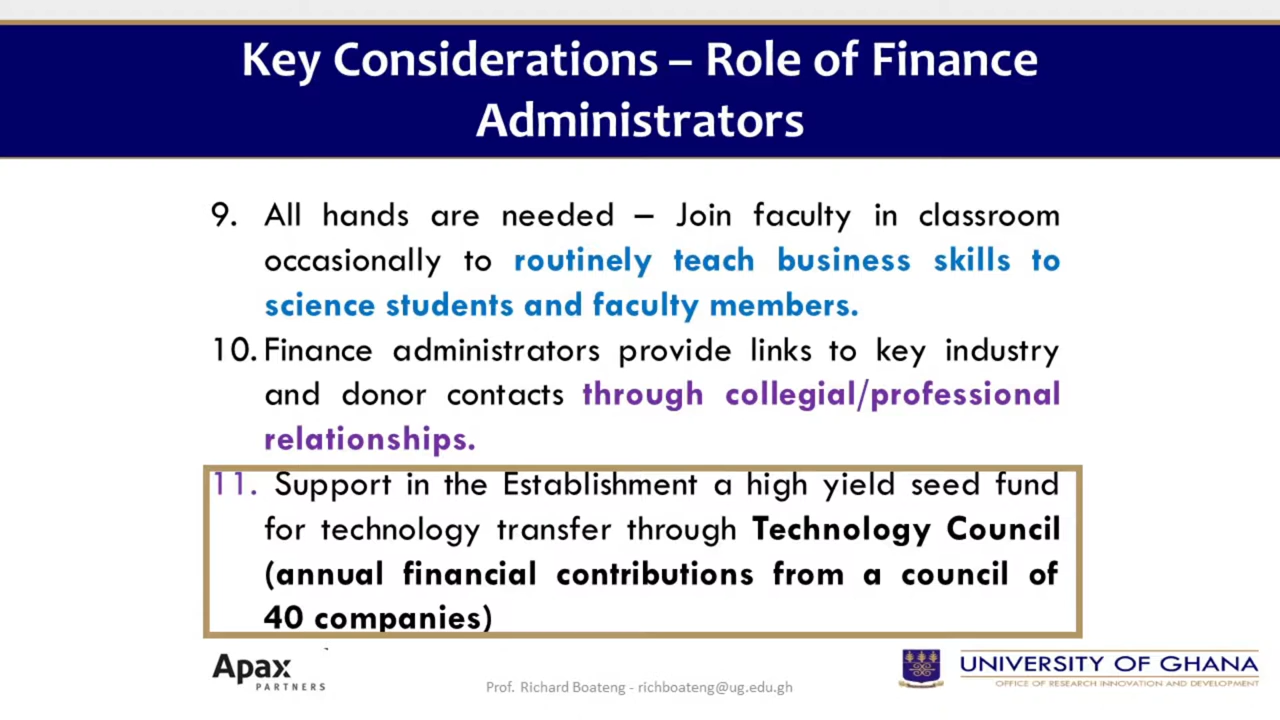 Key Considerations – Role of Finance
Administrators
9. All hands are needed – Join faculty in classroom
occasionally to routinely teach business skills to
science students and faculty members.
10. Finance administrators provide links to key industry
and donor contacts through collegial/professional
relationships.
11. Support in the Establishment a high yield seed fund
for technology transfer through Technology Council
(annual financial contributions from a council of
40 companies)
Apax
PARTNERS
Prof. Richard Boateng - richboateng@ug.edu.gh
UNIVERSITY OF GHANA
OFFICE OF RESEARCH INNOVATION AND DEVELOPMENT